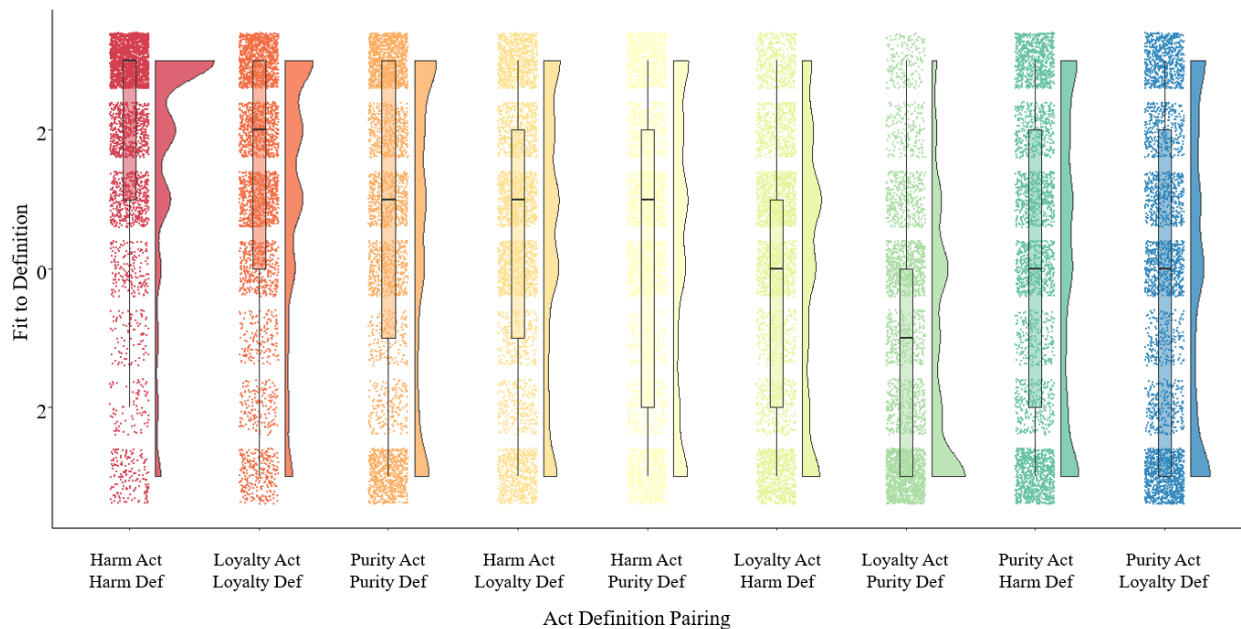 Fit to Definition
2
0
2
Harm Act
Harm Def
Loyalty Act
Loyalty Def
Purity Act
Purity Def
Harm Act
Loyalty Def
Harm Act
Purity Def
Loyalty Act
Harm Def
Loyalty Act
Purity Def
Purity Act
Harm Def
Purity Act
Loyalty Def
Act Definition Pairing